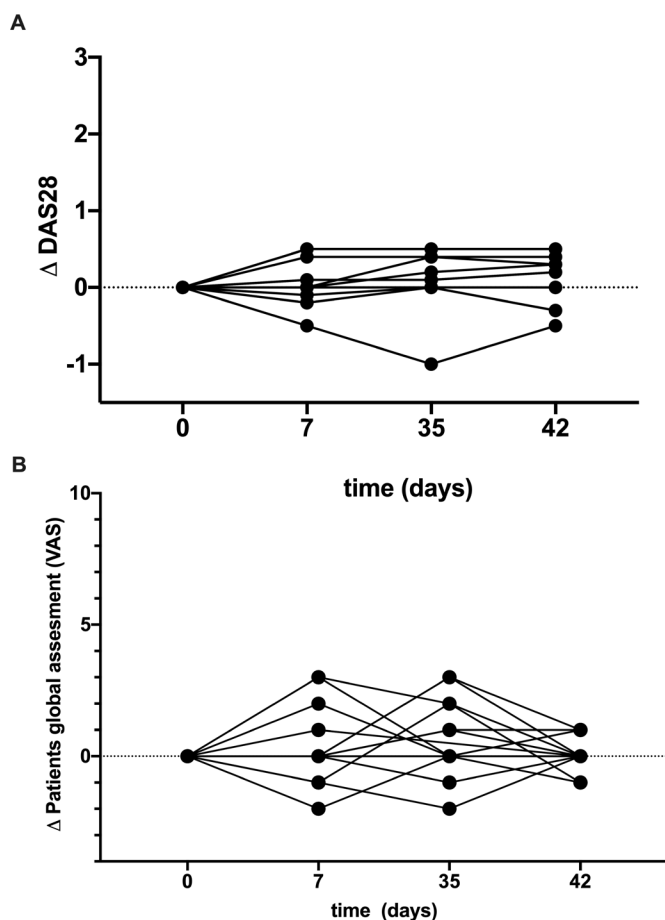 A
3
2
1
0
-1
Δ DAS28
0 7 35 42
time (days)
B
10
5
0
Δ Patients global assesment (VAS)
0 7 35 42
time (days)